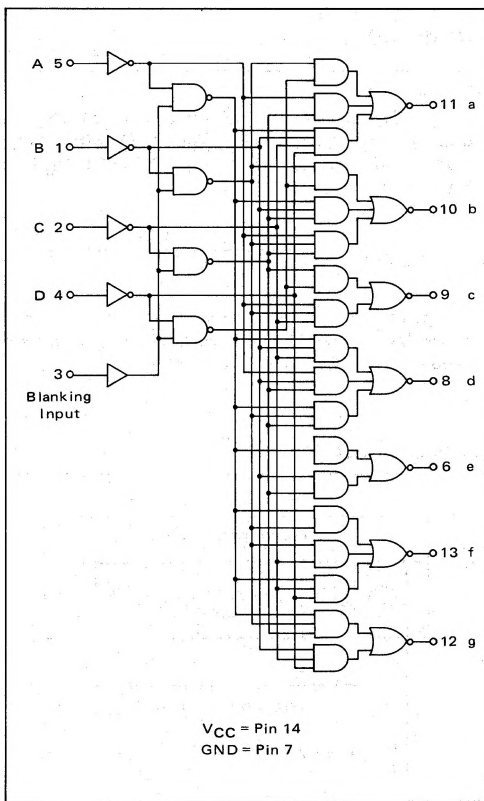 A 5
B 1
C 2
D 4
3
Blanking
Input
11 a
10 b
9 c
8 d
6 e
13 f
12 g
VCC = Pin 14
GND = Pin 7